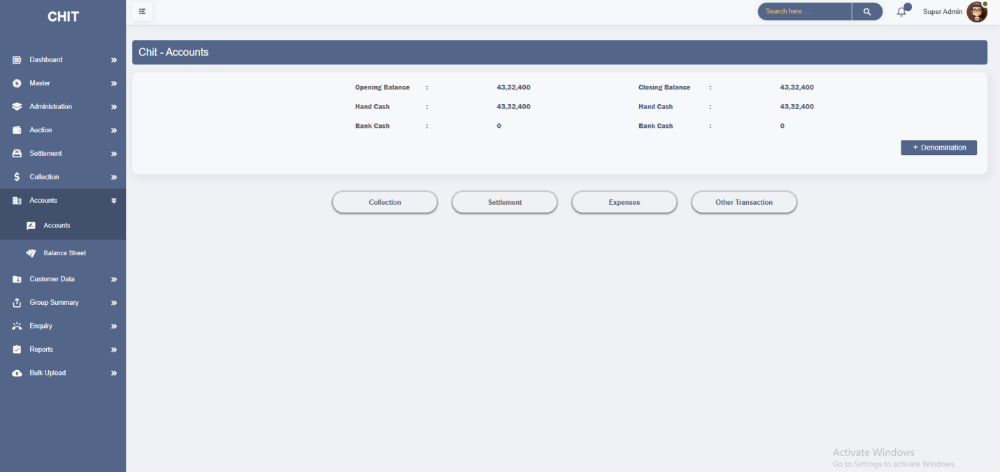 CHIT
Search here ...
Super Admin
Dashboard
Master
Administration
Auction
Settlement
Collection
Accounts
Accounts
Balance Sheet
Customer Data
Group Summary
Enquiry
Reports
Bulk Upload
Chit - Accounts
Opening Balance : 43,32,400 Closing Balance : 43,32,400
Hand Cash : 43,32,400 Hand Cash : 43,32,400
Bank Cash : 0 Bank Cash : 0
+ Denomination
Collection Settlement Expenses Other Transaction
Activate Windows
Go to Settings to activate Windows.